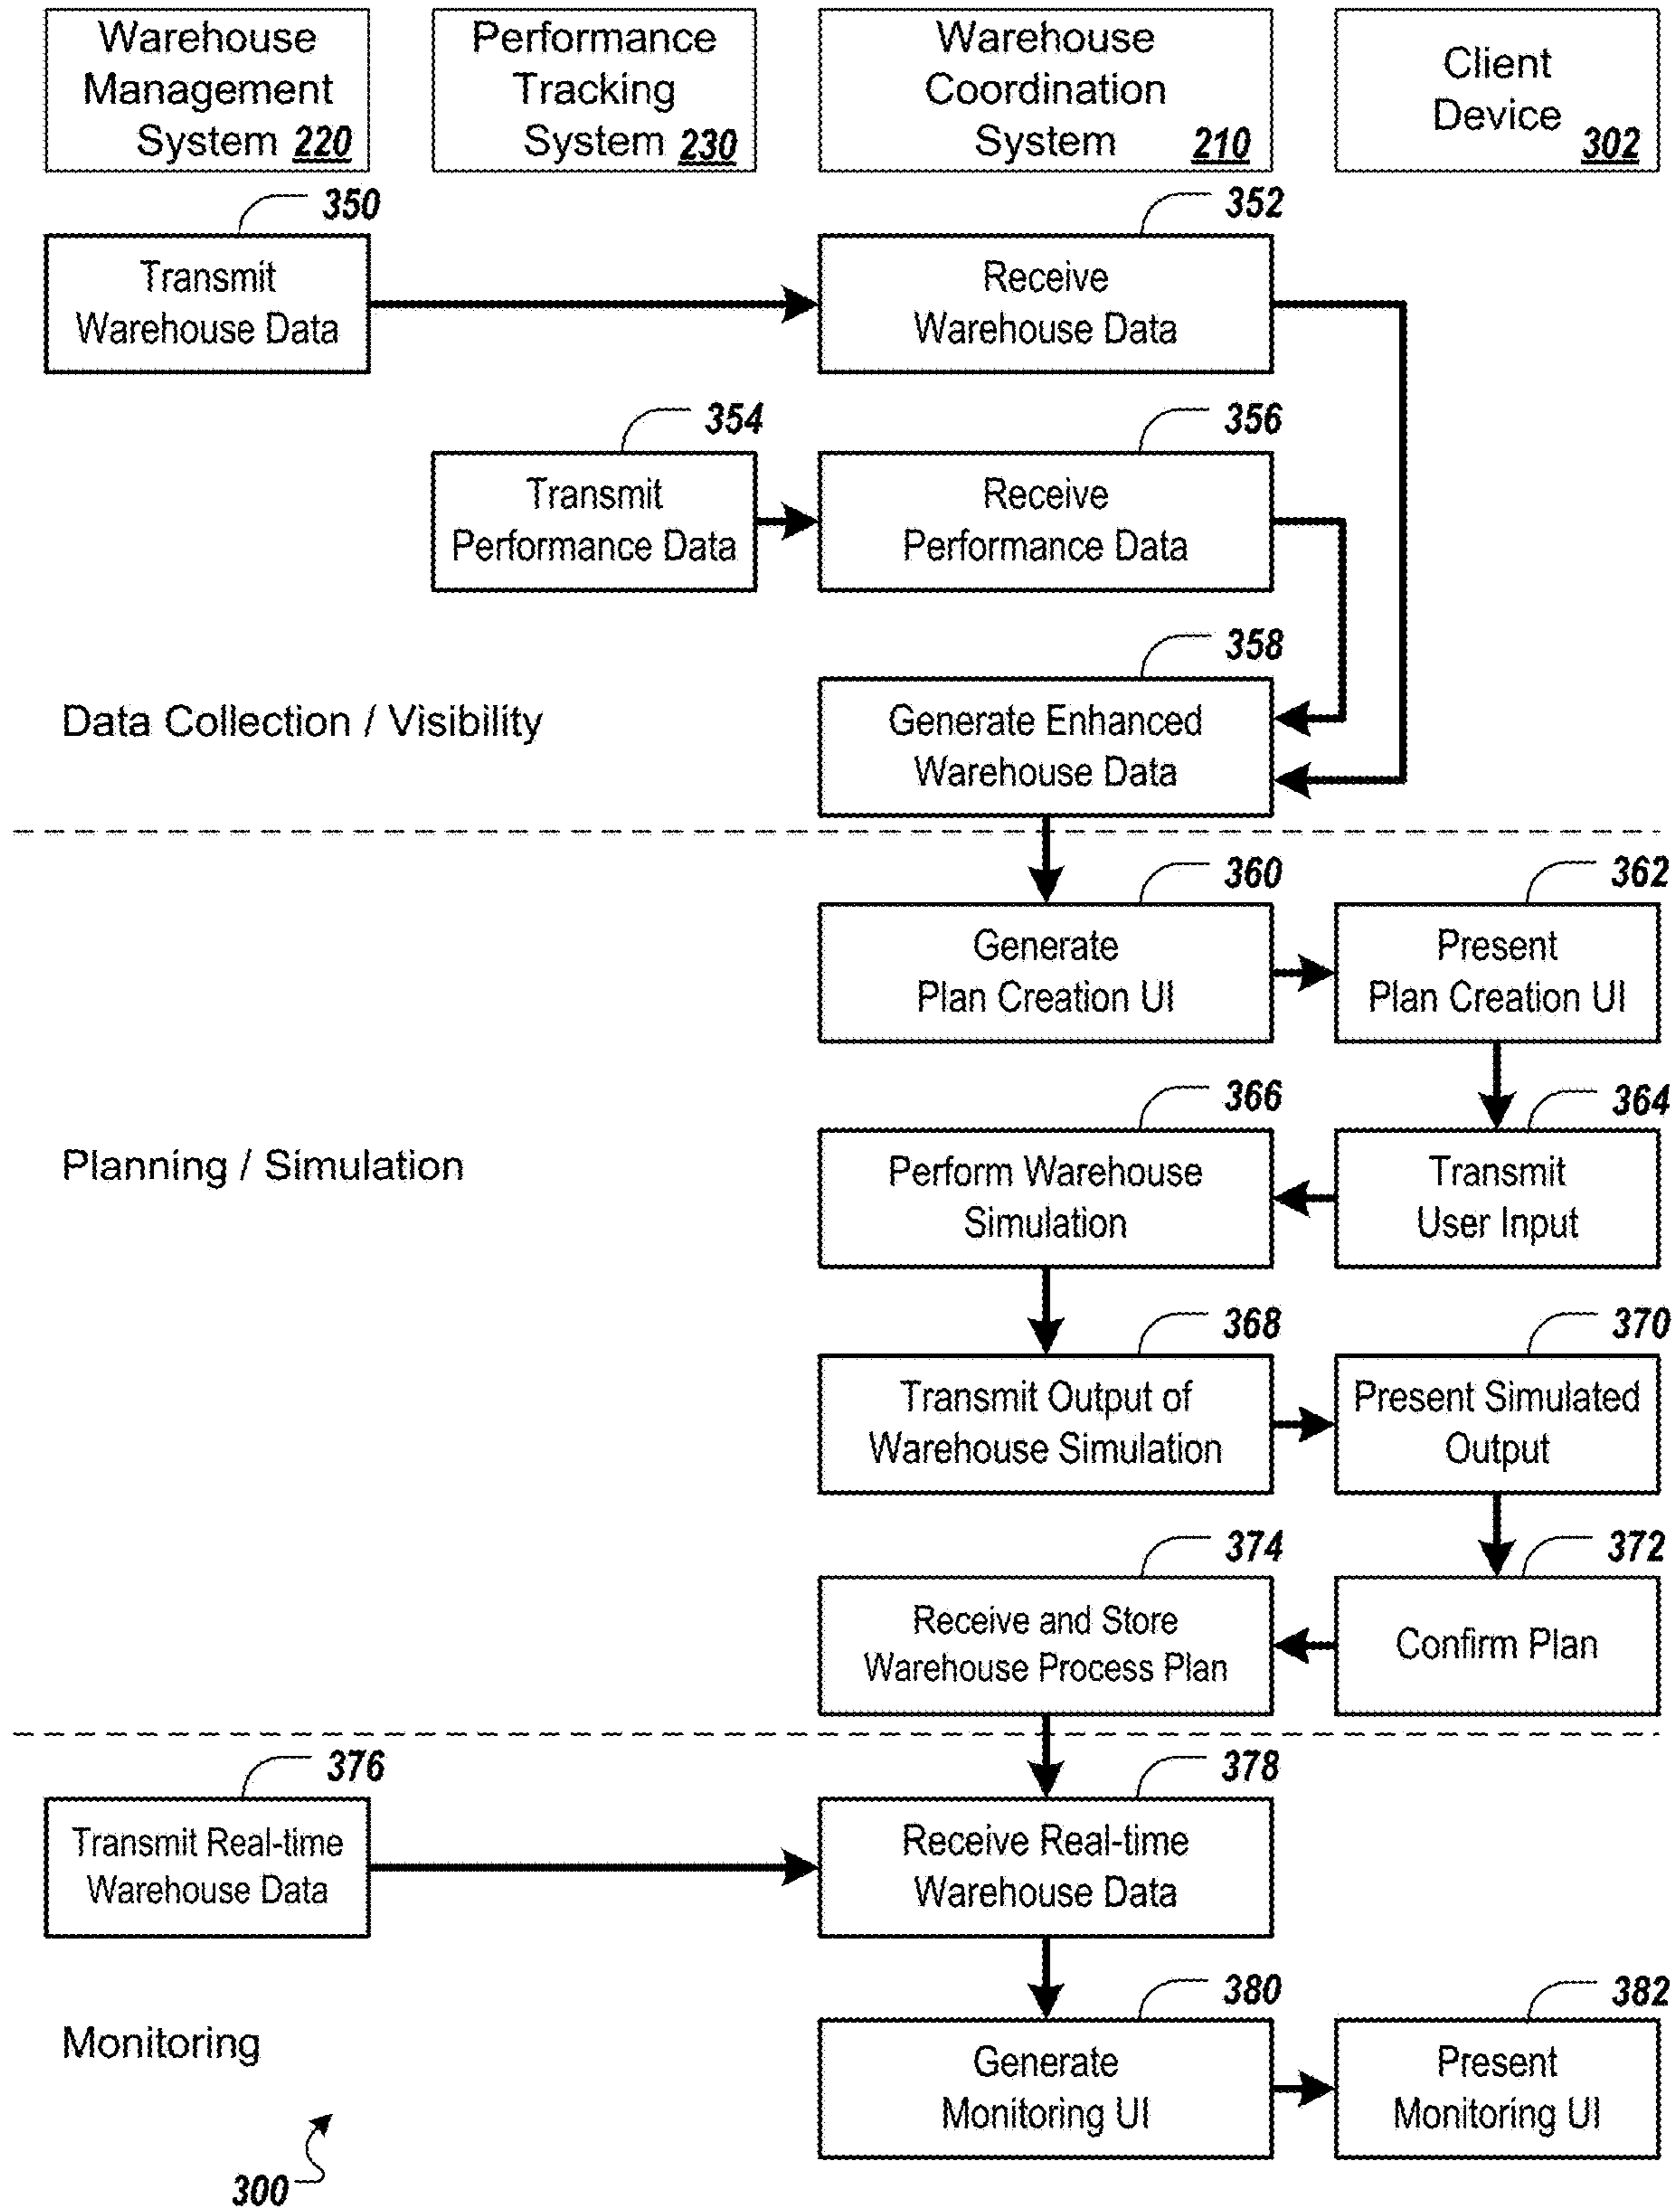 Warehouse
Management
System 220
Performance
Tracking
System 230
Warehouse
Coordination
System 210
Client
Device 302
350
Transmit
Warehouse Data
352
Receive
Warehouse Data
354
Transmit
Performance Data
356
Receive
Performance Data
358
Generate Enhanced
Warehouse Data
Data Collection / Visibility
360
Generate
Plan Creation UI
362
Present
Plan Creation UI
364
Transmit
User Input
366
Perform Warehouse
Simulation
Planning / Simulation
368
Transmit Output of
Warehouse Simulation
370
Present Simulated
Output
372
Confirm Plan
374
Receive and Store
Warehouse Process Plan
376
Transmit Real-time
Warehouse Data
378
Receive Real-time
Warehouse Data
380
Generate
Monitoring UI
382
Present
Monitoring UI
Monitoring
300